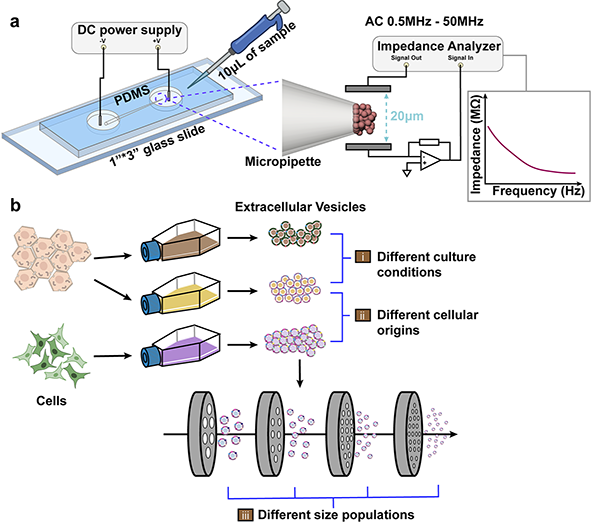 a
DC power supply
-V
+V
10µL of sample
PDMS
1"*3" glass slide
Micropipette
20µm
AC 0.5MHz - 50MHz
Impedance Analyzer
Signal Out
Signal In
-
+
Impedance (MΩ)
Frequency (Hz)
b
Extracellular Vesicles
i Different culture
conditions
ii Different cellular
origins
Cells
iii Different size populations